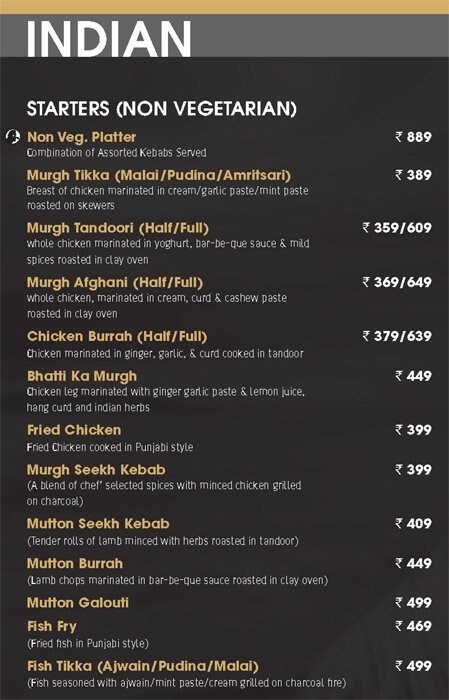 INDIAN
STARTERS (NON VEGETARIAN)
Non Veg. Platter ₹ 889
Combination of Assorted Kebabs Served
Murgh Tikka (Malai/Pudina/Amritsari) ₹ 389
Breast of chicken marinated in cream/garlic paste/mint paste
roasted on skewers
Murgh Tandoori (Half/Full) ₹ 359/609
whole chicken marinated in yoghurt, bar-be-que sauce & mild
spices roasted in clay oven
Murgh Afghani (Half/Full) ₹ 369/649
whole chicken, marinated in cream, curd & cashew paste
roasted in clay oven
Chicken Burrah (Half/Full) ₹ 379/639
Chicken marinated in ginger, garlic, & curd cooked in tandoor
Bhatti Ka Murgh ₹ 449
Chicken leg marinated with ginger garlic paste & lemon juice,
hang curd and indian herbs
Fried Chicken ₹ 399
Fried Chicken cooked in Punjabi style
Murgh Seekh Kebab ₹ 399
(A blend of chef' selected spices with minced chicken grilled
on charcoal)
Mutton Seekh Kebab ₹ 409
(Tender rolls of lamb minced with herbs roasted in tandoor)
Mutton Burrah ₹ 449
(Lamb chops marinated in bar-be-que sauce roasted in clay oven)
Mutton Galouti ₹ 499
Fish Fry ₹ 469
(Fried fish in Punjabi style)
Fish Tikka (Ajwain/Pudina/Malai) ₹ 499
(Fish seasoned with ajwain/mint paste/cream grilled on charcoal fire)